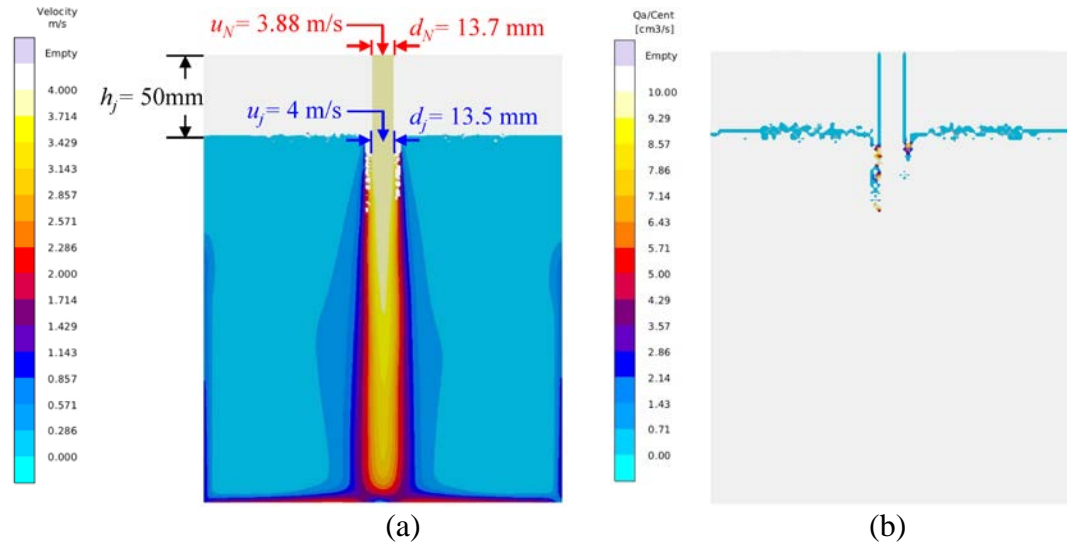 Velocity
m/s
Empty
4.000
3.714
3.429
3.143
2.857
2.571
2.286
2.000
1.714
1.429
1.143
0.857
0.571
0.286
0.000
u_N= 3.88 m/s
d_N= 13.7 mm
h_j= 50mm
u_j= 4 m/s
d_j= 13.5 mm
(a)
Qa/Cent
[cm3/s]
Empty
10.00
9.29
8.57
7.86
7.14
6.43
5.71
5.00
4.29
3.57
2.86
2.14
1.43
0.71
0.00
(b)